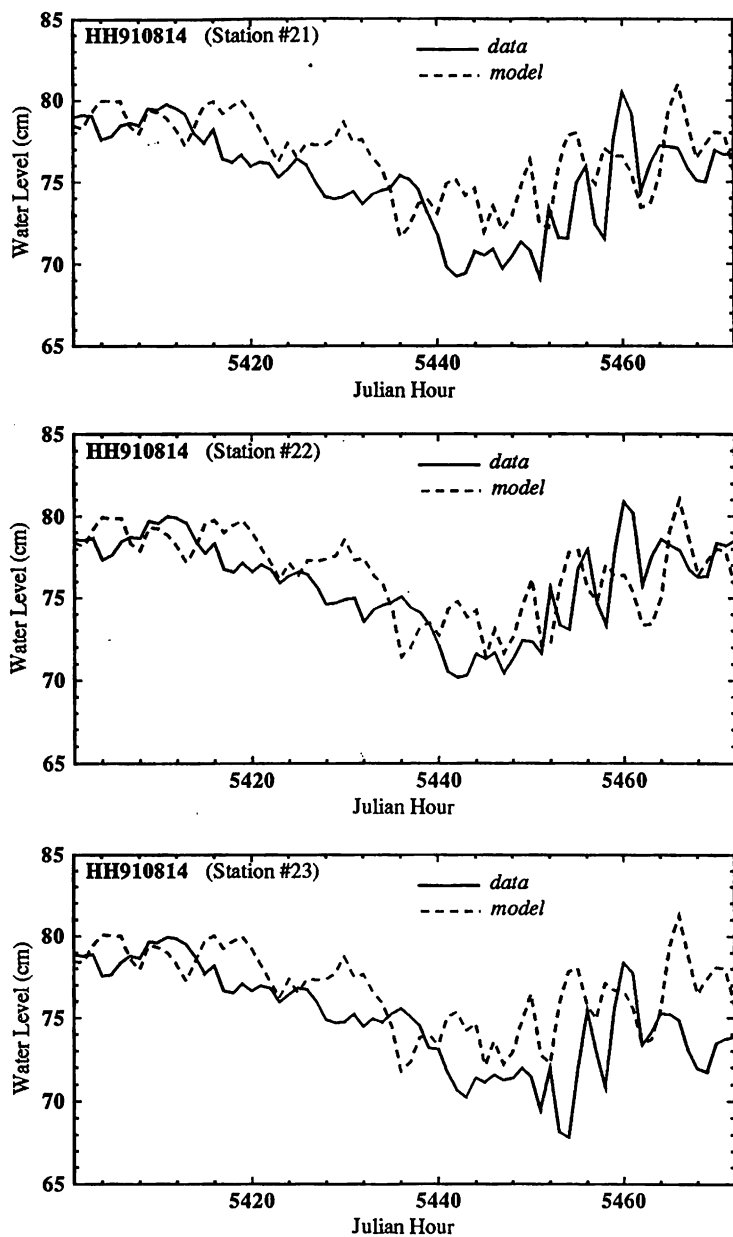 HH910814 (Station #21)
data
model
85
80
75
70
65
Water Level (cm)
5420 5440 5460
Julian Hour
HH910814 (Station #22)
data
model
85
80
75
70
65
Water Level (cm)
5420 5440 5460
Julian Hour
HH910814 (Station #23)
data
model
85
80
75
70
65
Water Level (cm)
5420 5440 5460
Julian Hour